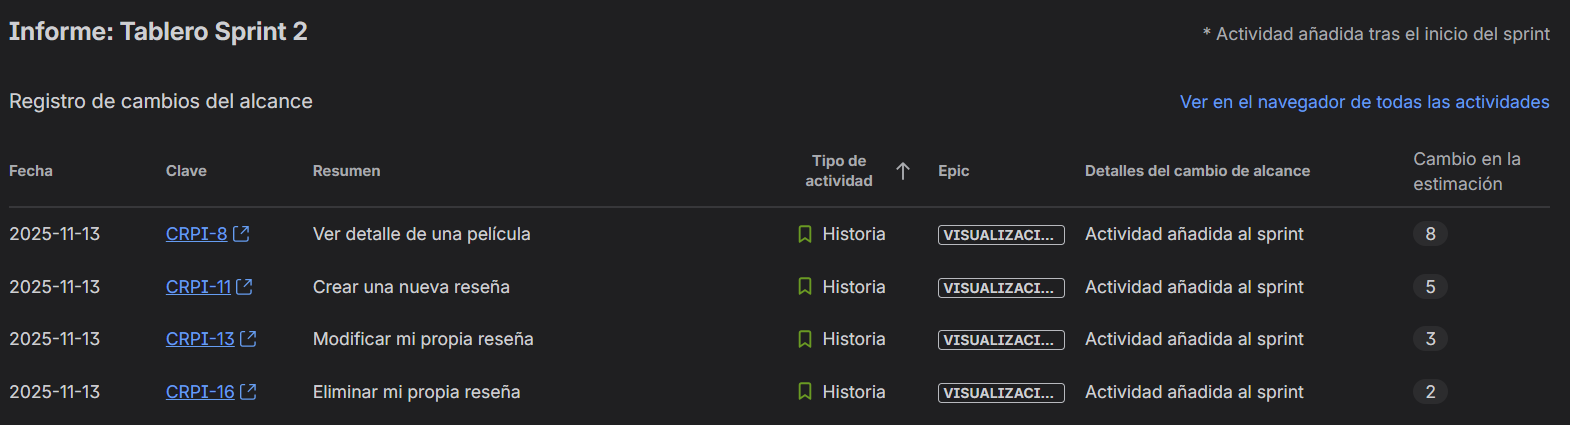 Informe: Tablero Sprint 2
* Actividad añadida tras el inicio del sprint
Registro de cambios del alcance
Ver en el navegador de todas las actividades
Fecha Clave Resumen Tipo de actividad Epic Detalles del cambio de alcance Cambio en la estimación
2025-11-13 CRPI-8 Ver detalle de una película Historia VISUALIZACI... Actividad añadida al sprint 8
2025-11-13 CRPI-11 Crear una nueva reseña Historia VISUALIZACI... Actividad añadida al sprint 5
2025-11-13 CRPI-13 Modificar mi propia reseña Historia VISUALIZACI... Actividad añadida al sprint 3
2025-11-13 CRPI-16 Eliminar mi propia reseña Historia VISUALIZACI... Actividad añadida al sprint 2